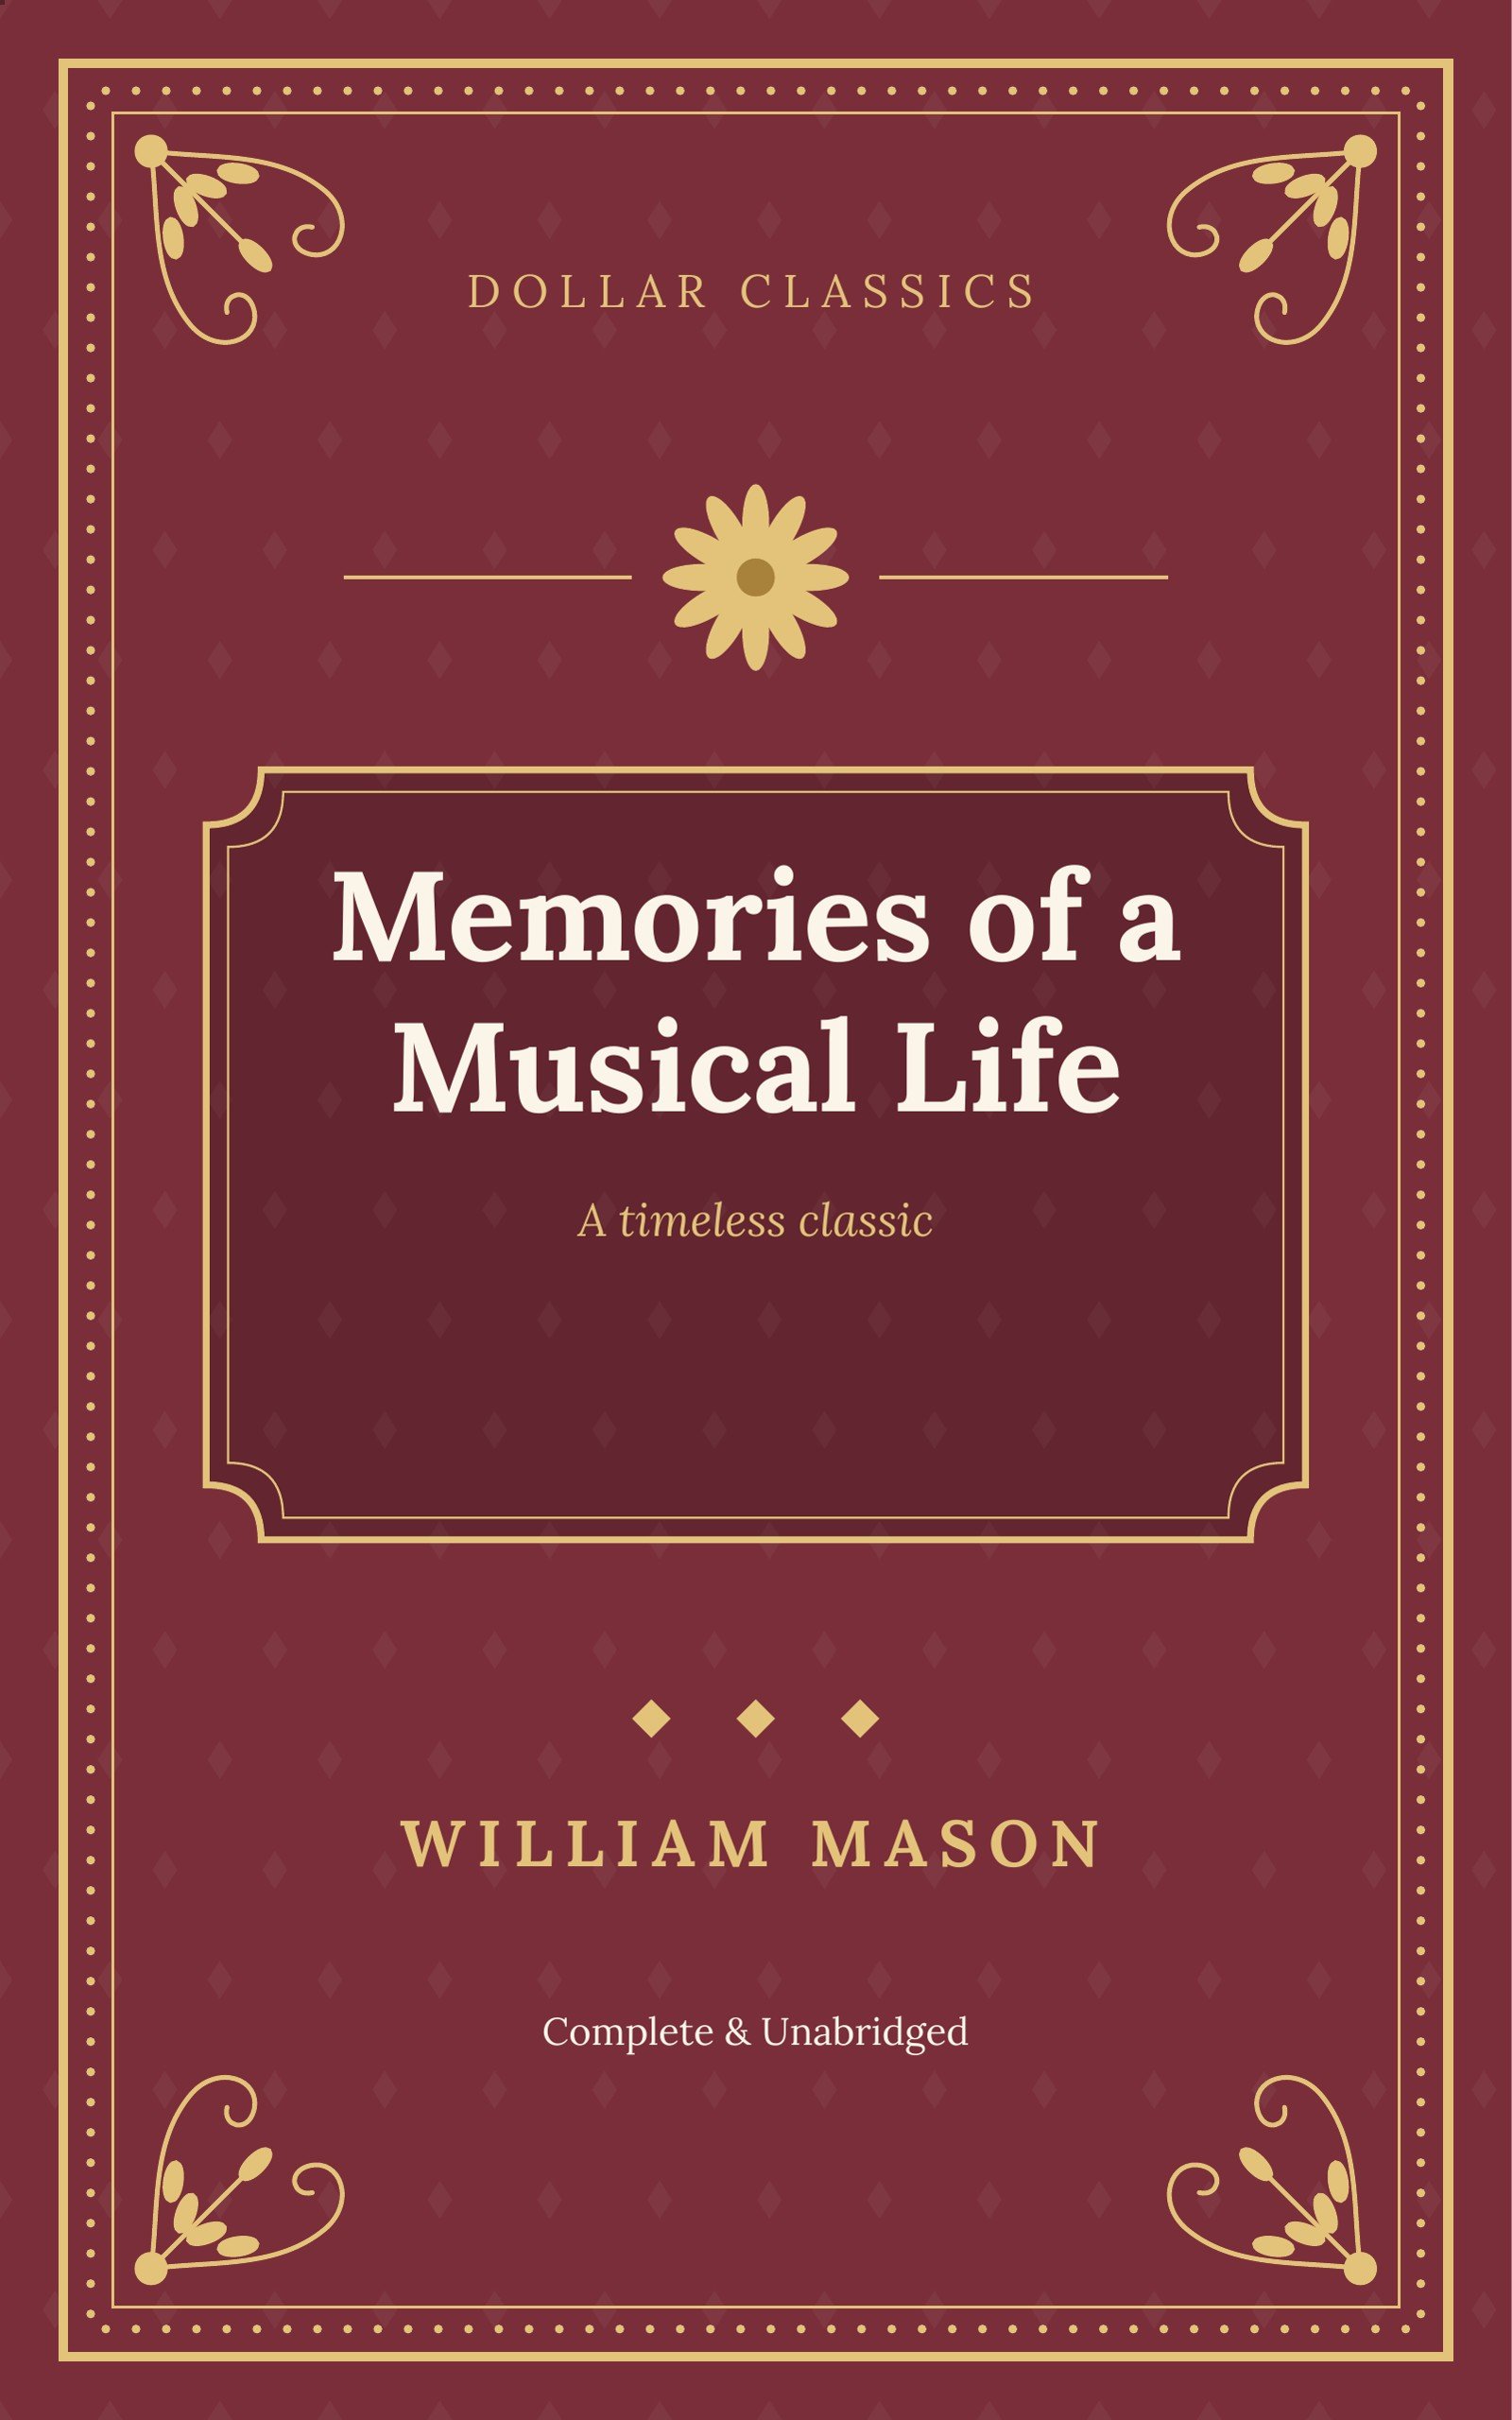 DOLLAR CLASSICS
Memories of a
Musical Life
A timeless classic
WILLIAM MASON
Complete & Unabridged